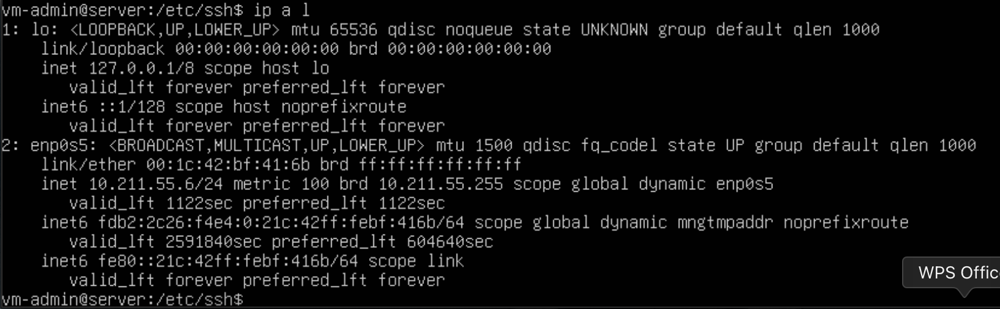 vm-admin@server:/etc/ssh$ ip a l
1: lo: <LOOPBACK,UP,LOWER_UP> mtu 65536 qdisc noqueue state UNKNOWN group default qlen 1000
    link/loopback 00:00:00:00:00:00 brd 00:00:00:00:00:00
    inet 127.0.0.1/8 scope host lo
       valid_lft forever preferred_lft forever
    inet6 ::1/128 scope host noprefixroute
       valid_lft forever preferred_lft forever
2: enp0s5: <BROADCAST,MULTICAST,UP,LOWER_UP> mtu 1500 qdisc fq_codel state UP group default qlen 1000
    link/ether 00:1c:42:bf:41:6b brd ff:ff:ff:ff:ff:ff
    inet 10.211.55.6/24 metric 100 brd 10.211.55.255 scope global dynamic enp0s5
       valid_lft 1122sec preferred_lft 1122sec
    inet6 fdb2:2c26:f4e4:0:21c:42ff:febf:416b/64 scope global dynamic mngtmpaddr noprefixroute
       valid_lft 2591840sec preferred_lft 604640sec
    inet6 fe80::21c:42ff:febf:416b/64 scope link
       valid_lft forever preferred_lft forever
WPS Offic
vm-admin@server:/etc/ssh$